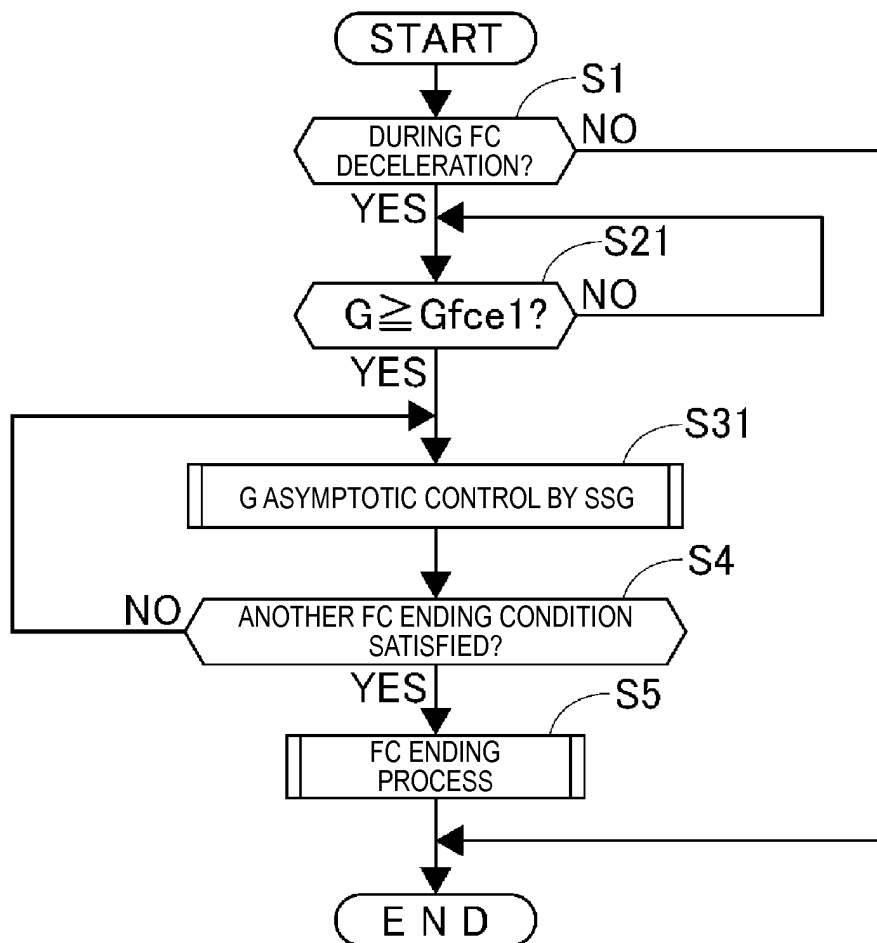 START
S1
DURING FC
DECELERATION?
NO
YES
S21
G≧Gfce1?
NO
YES
S31
G ASYMPTOTIC CONTROL BY SSG
S4
ANOTHER FC ENDING CONDITION
SATISFIED?
NO
YES
S5
FC ENDING
PROCESS
END